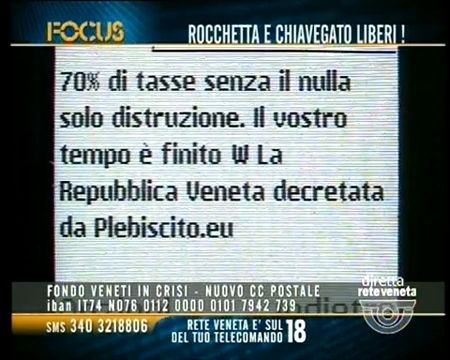 FOCUS
ROCCHETTA E CHIAVEGATO LIBERI !
70% di tasse senza il nulla
solo distruzione. Il vostro
tempo è finito W La
Repubblica Veneta decretata
da Plebiscito.eu
FONDO VENETI IN CRISI - NUOVO CC POSTALE
iban IT74 N076 0112 0000 0101 7942 739
diretta
reteveneta
SMS 340 3218806
RETE VENETA E' SUL 18
DEL TUO TELECOMANDO